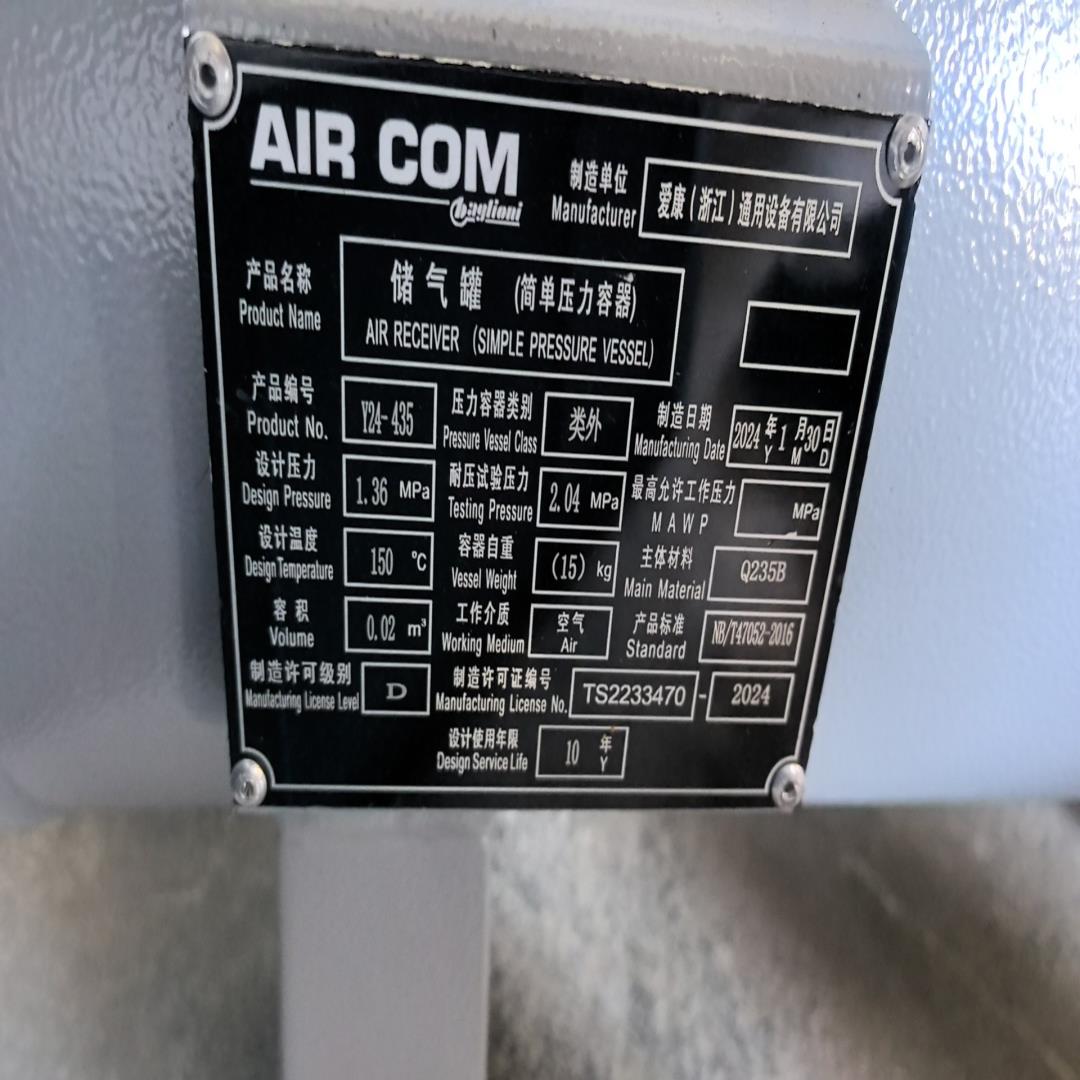 AIR COM
baglioni
制造单位 爱康（浙江）通用设备有限公司
Manufacturer
产品名称 储气罐 (简单压力容器)
Product Name AIR RECEIVER (SIMPLE PRESSURE VESSEL)
产品编号 Y24-435 压力容器类别 类外 制造日期 2024年1月30日
Product No. Pressure Vessel Class Manufacturing Date Y M D
设计压力 1.36 MPa 耐压试验压力 2.04 MPa 最高允许工作压力 MPa
Design Pressure Testing Pressure MAWP
设计温度 150 °C 容器自重 (15) kg 主体材料 Q235B
Design Temperature Vessel Weight Main Material
容积 0.02 m³ 工作介质 空气 产品标准 NB/T47052-2016
Volume Working Medium Air Standard
制造许可级别 D 制造许可证编号 TS2233470 - 2024
Manufacturing License Level Manufacturing License No.
设计使用年限 10 年
Design Service Life Y